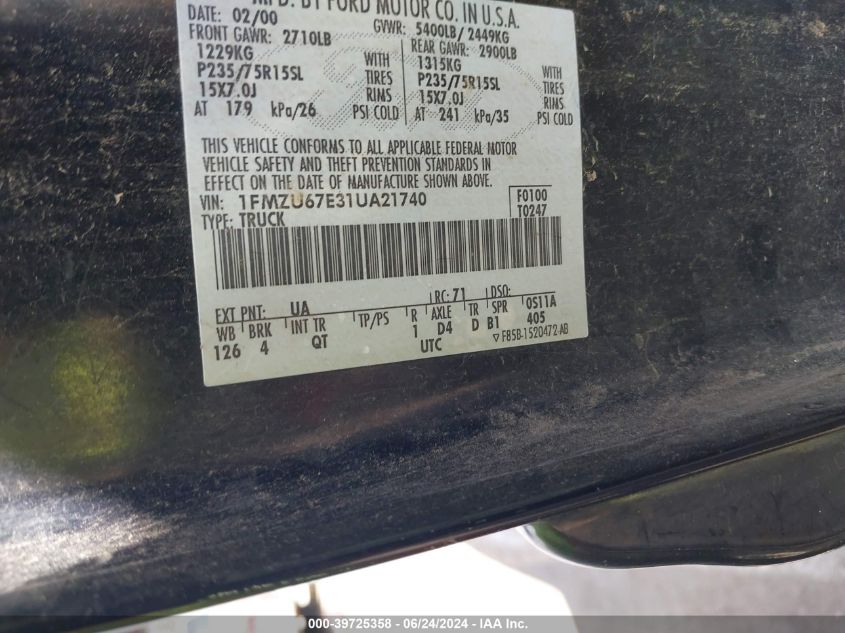 MFD. BY FORD MOTOR CO. IN U.S.A.
DATE: 02/00 GVWR: 5400LB/2449KG
FRONT GAWR: 2710LB REAR GAWR: 2900LB
1229KG WITH 1315KG WITH
P235/75R15SL TIRES P235/75R15SL TIRES
15X7.0J RIMS 15X7.0J RIMS
AT 179 kPa/26 PSI COLD AT 241 kPa/35 PSI COLD
THIS VEHICLE CONFORMS TO ALL APPLICABLE FEDERAL MOTOR
VEHICLE SAFETY AND THEFT PREVENTION STANDARDS IN
EFFECT ON THE DATE OF MANUFACTURE SHOWN ABOVE.
VIN: 1FMZU67E31UA21740 F0100
TYPE: TRUCK T0247
EXT PNT: UA RC: 71 DSO:
WB BRK INT TR TP/PS R AXLE TR SPR 0S11A
126 4 QT 1 D4 D B1 405
UTC ▽F85B-1520472-AB
000-39725358 - 06/24/2024 - IAA Inc.